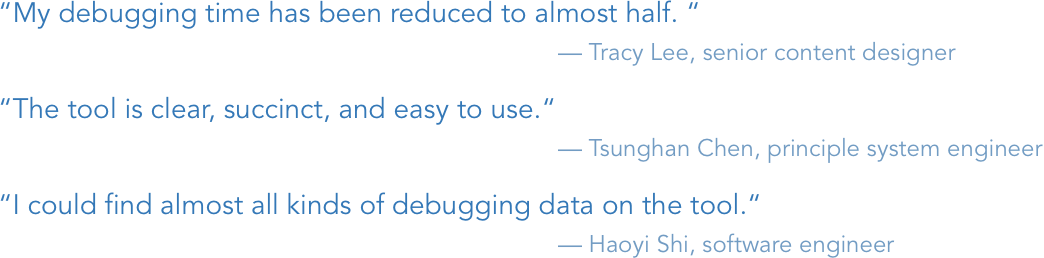 “My debugging time has been reduced to almost half. “
— Tracy Lee, senior content designer
“The tool is clear, succinct, and easy to use.“
— Tsunghan Chen, principle system engineer
“I could find almost all kinds of debugging data on the tool.“
— Haoyi Shi, software engineer